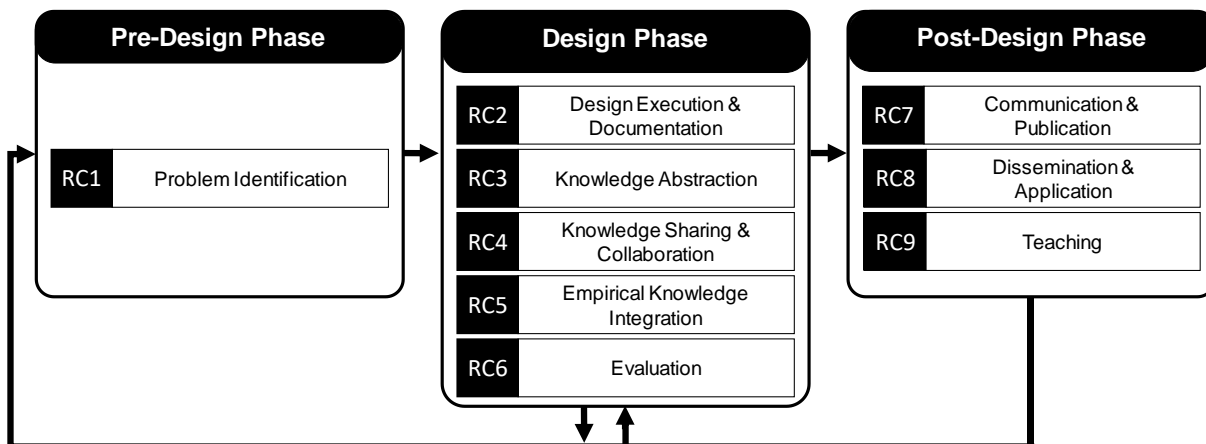 Pre-Design Phase
RC1
Problem Identification
Design Phase
RC2
Design Execution &
Documentation
RC3
Knowledge Abstraction
RC4
Knowledge Sharing &
Collaboration
RC5
Empirical Knowledge
Integration
RC6
Evaluation
Post-Design Phase
RC7
Communication &
Publication
RC8
Dissemination &
Application
RC9
Teaching